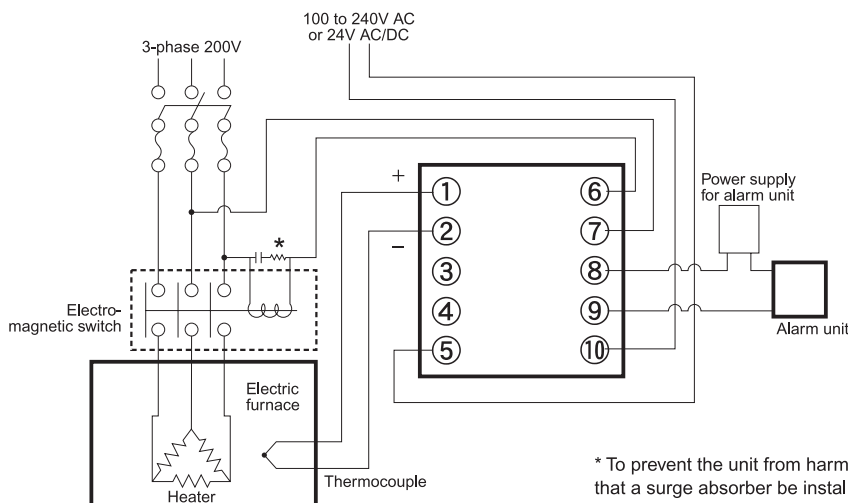 100 to 240V AC
or 24V AC/DC
3-phase 200V
+
−
①
②
③
④
⑤
⑥
⑦
⑧
⑨
⑩
Power supply
for alarm unit
Alarm unit
*
Electro-
magnetic switch
Electric
furnace
Thermocouple
Heater
* To prevent the unit from harm
that a surge absorber be instal